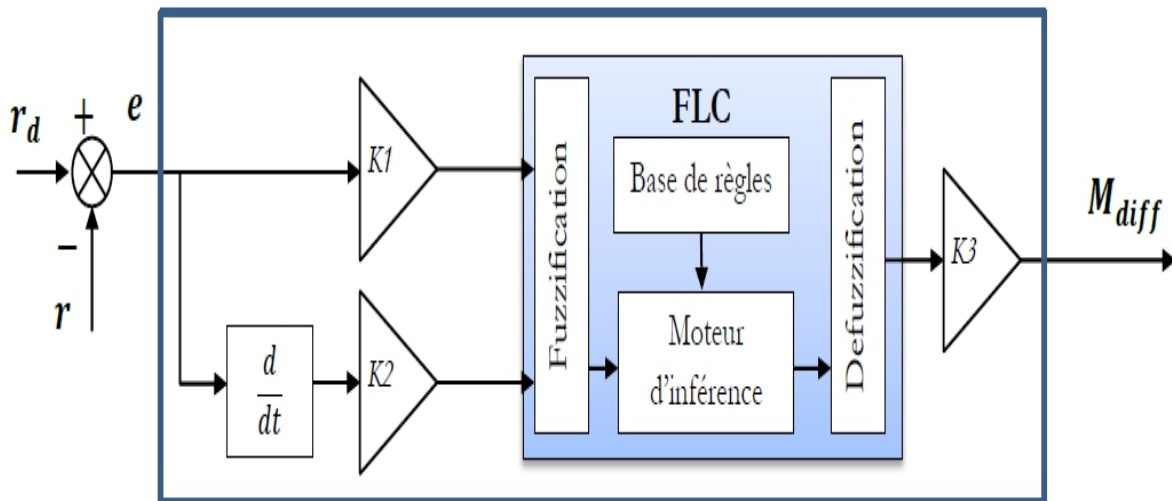 r_d
+
e
−
r
K1
d
dt
K2
FLC
Fuzzification
Base de règles
Moteur
d'inférence
Defuzzification
K3
M_diff